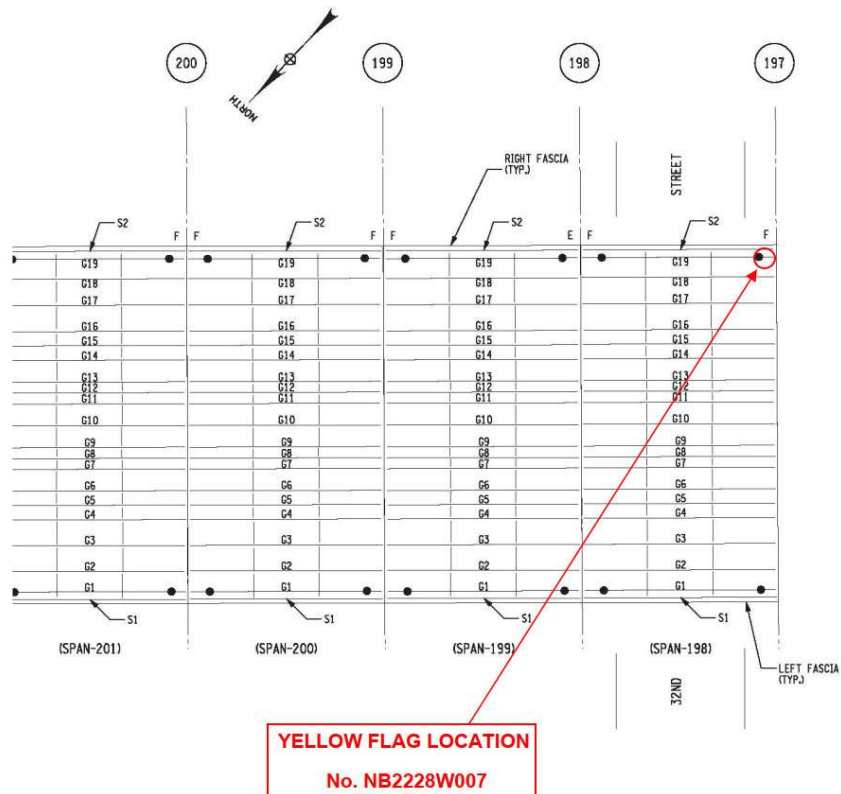 200
199
198
197
NORTH
RIGHT FASCIA
(TYP.)
STREET
S2
S2
S2
S2
F F
F F
E F
F
G19
G19
G19
G19
G18
G18
G18
G18
G17
G17
G17
G17
G16
G16
G16
G16
G15
G15
G15
G15
G14
G14
G14
G14
G13
G13
G13
G13
G12
G12
G12
G12
G11
G11
G11
G11
G10
G10
G10
G10
G9
G9
G9
G9
G8
G8
G8
G8
G7
G7
G7
G7
G6
G6
G6
G6
G5
G5
G5
G5
G4
G4
G4
G4
G3
G3
G3
G3
G2
G2
G2
G2
G1
G1
G1
G1
S1
S1
S1
S1
(SPAN-201)
(SPAN-200)
(SPAN-199)
(SPAN-198)
LEFT FASCIA
(TYP.)
32ND
YELLOW FLAG LOCATION
No. NB2228W007